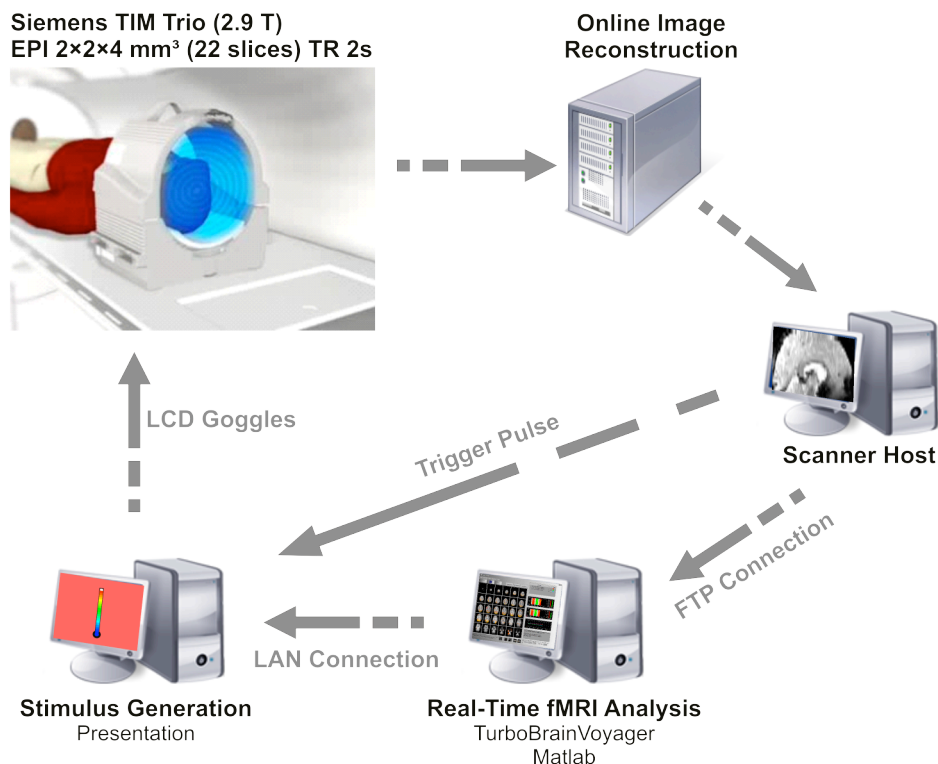 Siemens TIM Trio (2.9 T)
EPI 2×2×4 mm³ (22 slices) TR 2s
Online Image
Reconstruction
LCD Goggles
Trigger Pulse
Scanner Host
FTP Connection
LAN Connection
Stimulus Generation
Presentation
Real-Time fMRI Analysis
TurboBrainVoyager
Matlab